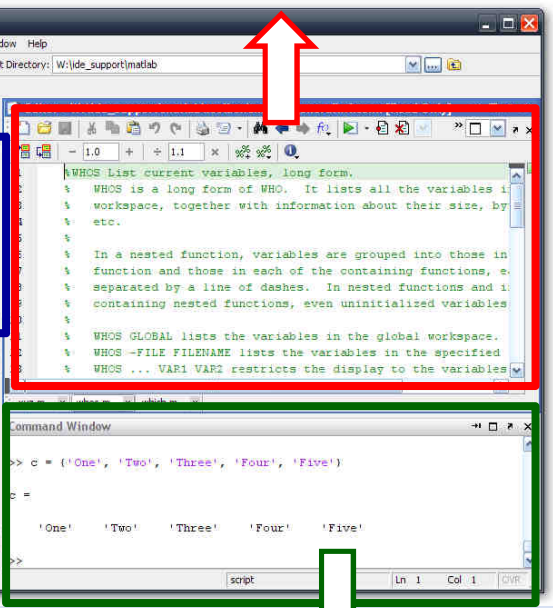 Help
Directory: W:\ide_support\matlab
- 1.0 + ÷ 1.1 ×
%WHOS List current variables, long form.
% WHOS is a long form of WHO. It lists all the variables
% workspace, together with information about their size,
% etc.
%
% In a nested function, variables are grouped into those in
% function and those in each of the containing functions,
% separated by a line of dashes. In nested functions and
% containing nested functions, even uninitialized variables
%
% WHOS GLOBAL lists the variables in the global workspace.
% WHOS -FILE FILENAME lists the variables in the specified
% WHOS ... VAR1 VAR2 restricts the display to the variables
whos.m × which.m ×
Command Window
>> c = {'One', 'Two', 'Three', 'Four', 'Five'}
c =
'One' 'Two' 'Three' 'Four' 'Five'
>>
script Ln 1 Col 1 OVR